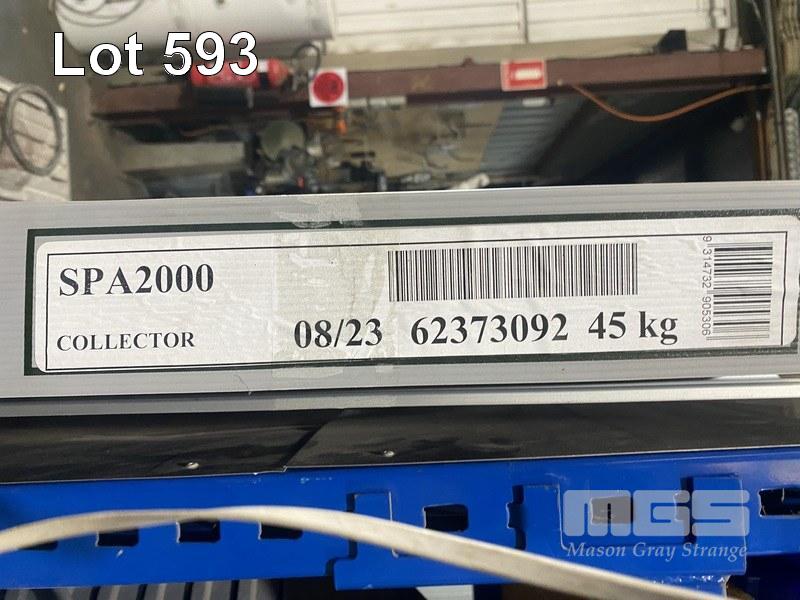 Lot 593
SPA2000
COLLECTOR
08/23 62373092 45 kg
9 314732 905306
MGS
Mason Gray Strange